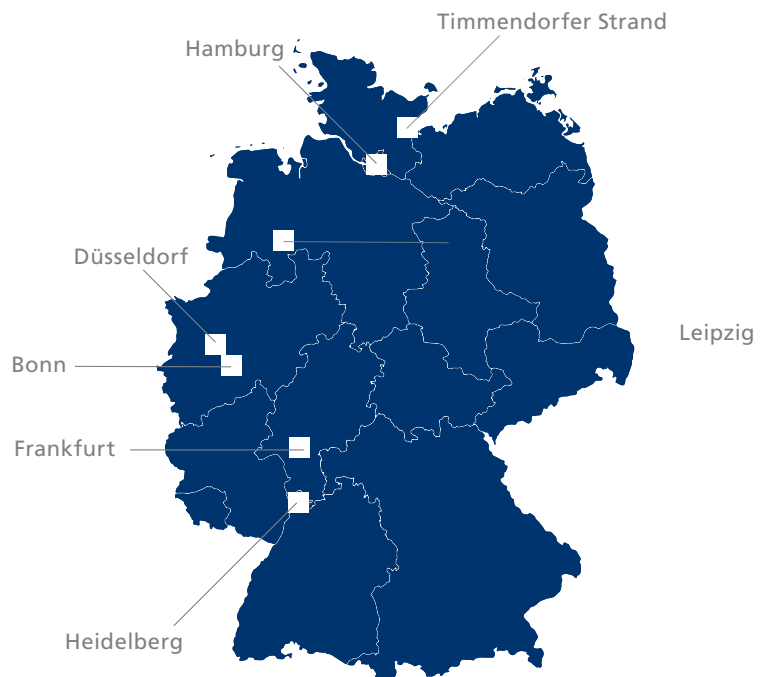 Timmendorfer Strand
Hamburg
Düsseldorf
Leipzig
Bonn
Frankfurt
Heidelberg